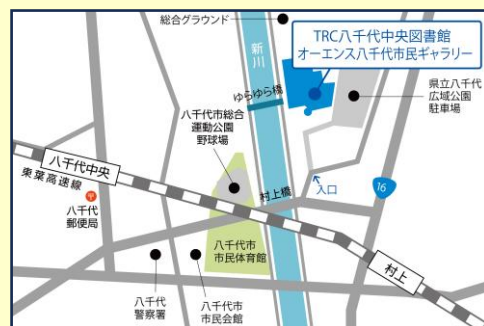 総合グラウンド
TRC八千代中央図書館
オーエンス八千代市民ギャラリー
新川
ゆらゆら橋
県立八千代
広域公園
駐車場
八千代市総合
運動公園
野球場
八千代中央
東葉高速線
〒
八千代
郵便局
村上橋
入口
16
八千代市
市民体育館
村上
八千代
警察署
八千代市
市民会館